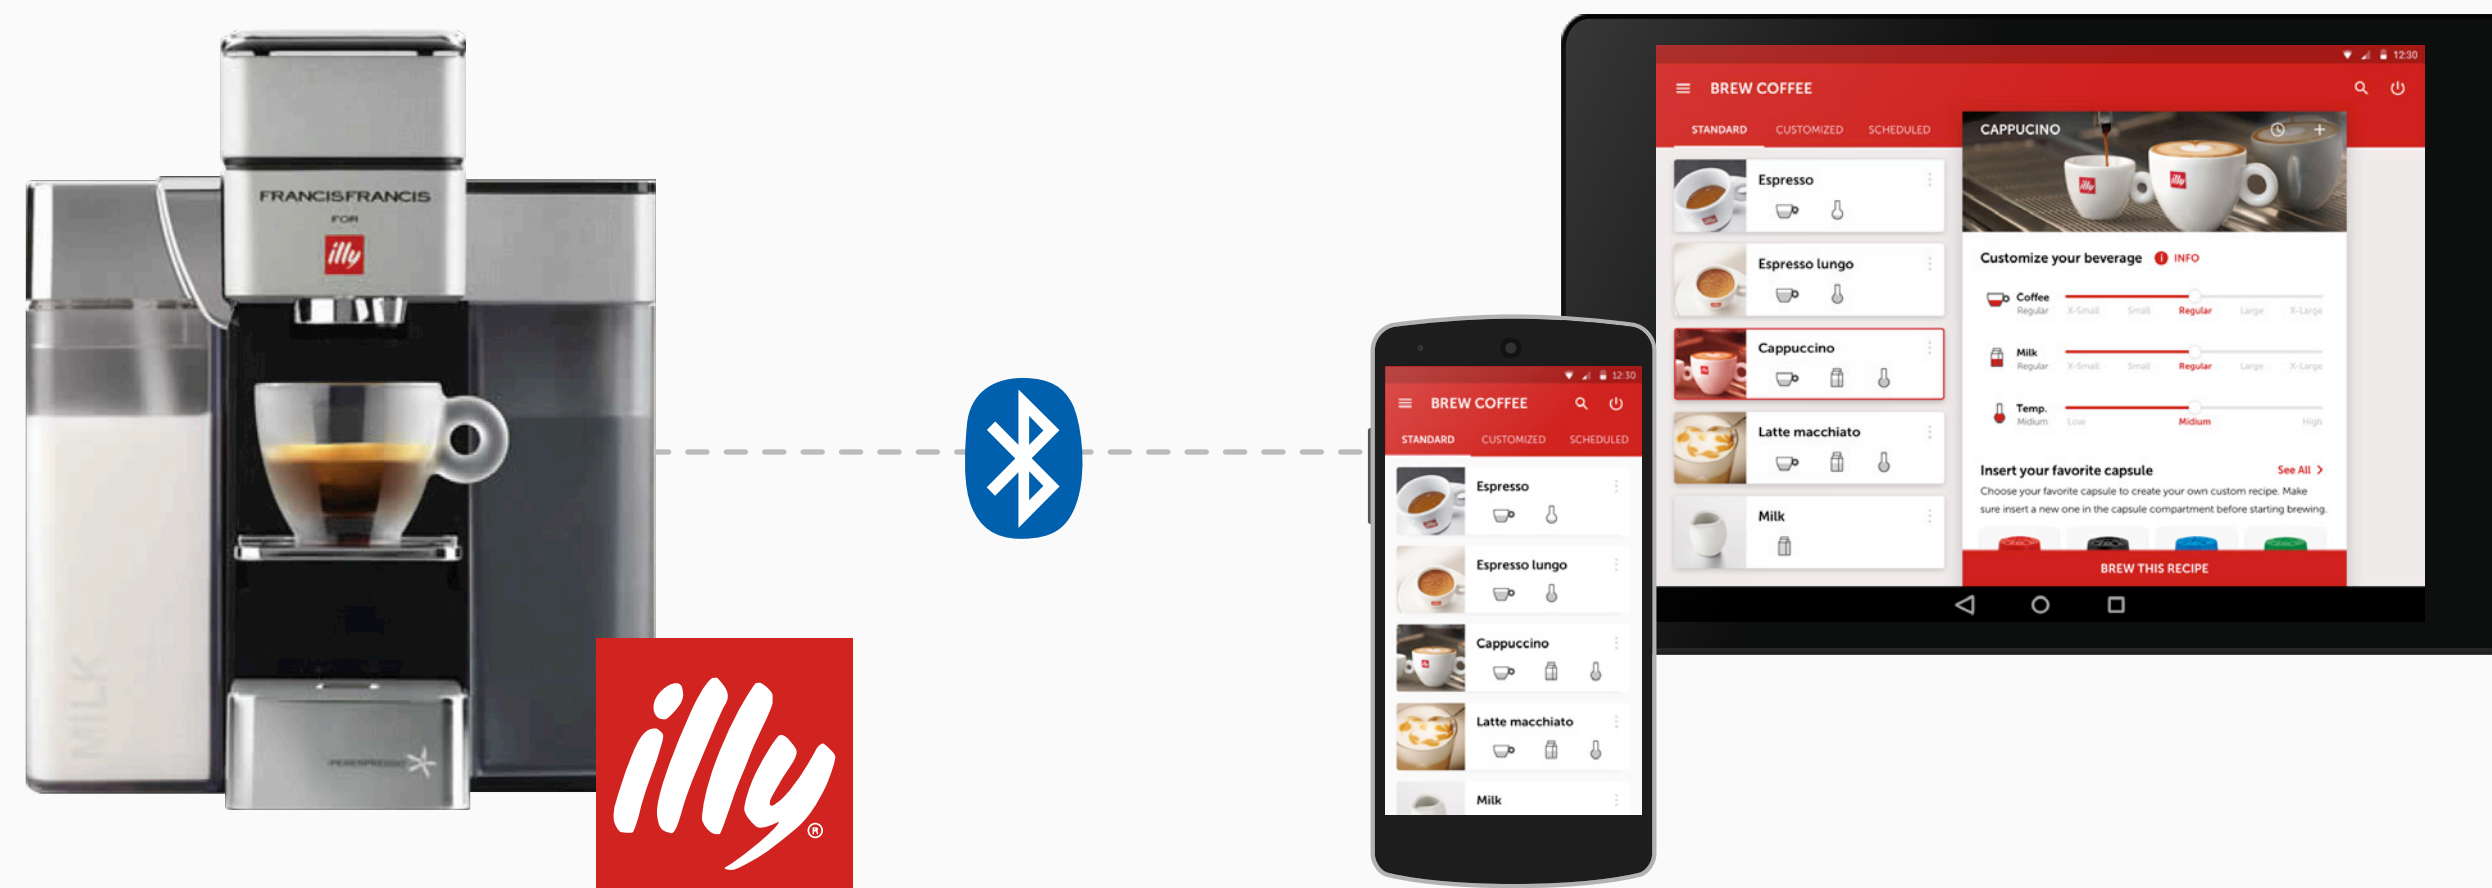 FRANCISFRANCIS
FOR
illy
MILK
illy®
12:30
BREW COFFEE
STANDARD CUSTOMIZED SCHEDULED
Espresso
Espresso lungo
Cappuccino
Latte macchiato
Milk
12:30
BREW COFFEE
STANDARD CUSTOMIZED SCHEDULED
Espresso
Espresso lungo
Cappuccino
Latte macchiato
Milk
CAPPUCINO
illy illy
Customize your beverage i INFO
Coffee
Regular X-Small Small Regular Large X-Large
Milk
Regular X-Small Small Regular Large X-Large
Temp.
Midium Low Midium High
Insert your favorite capsule See All >
Choose your favorite capsule to create your own custom recipe. Make
sure insert a new one in the capsule compartment before starting brewing.
BREW THIS RECIPE